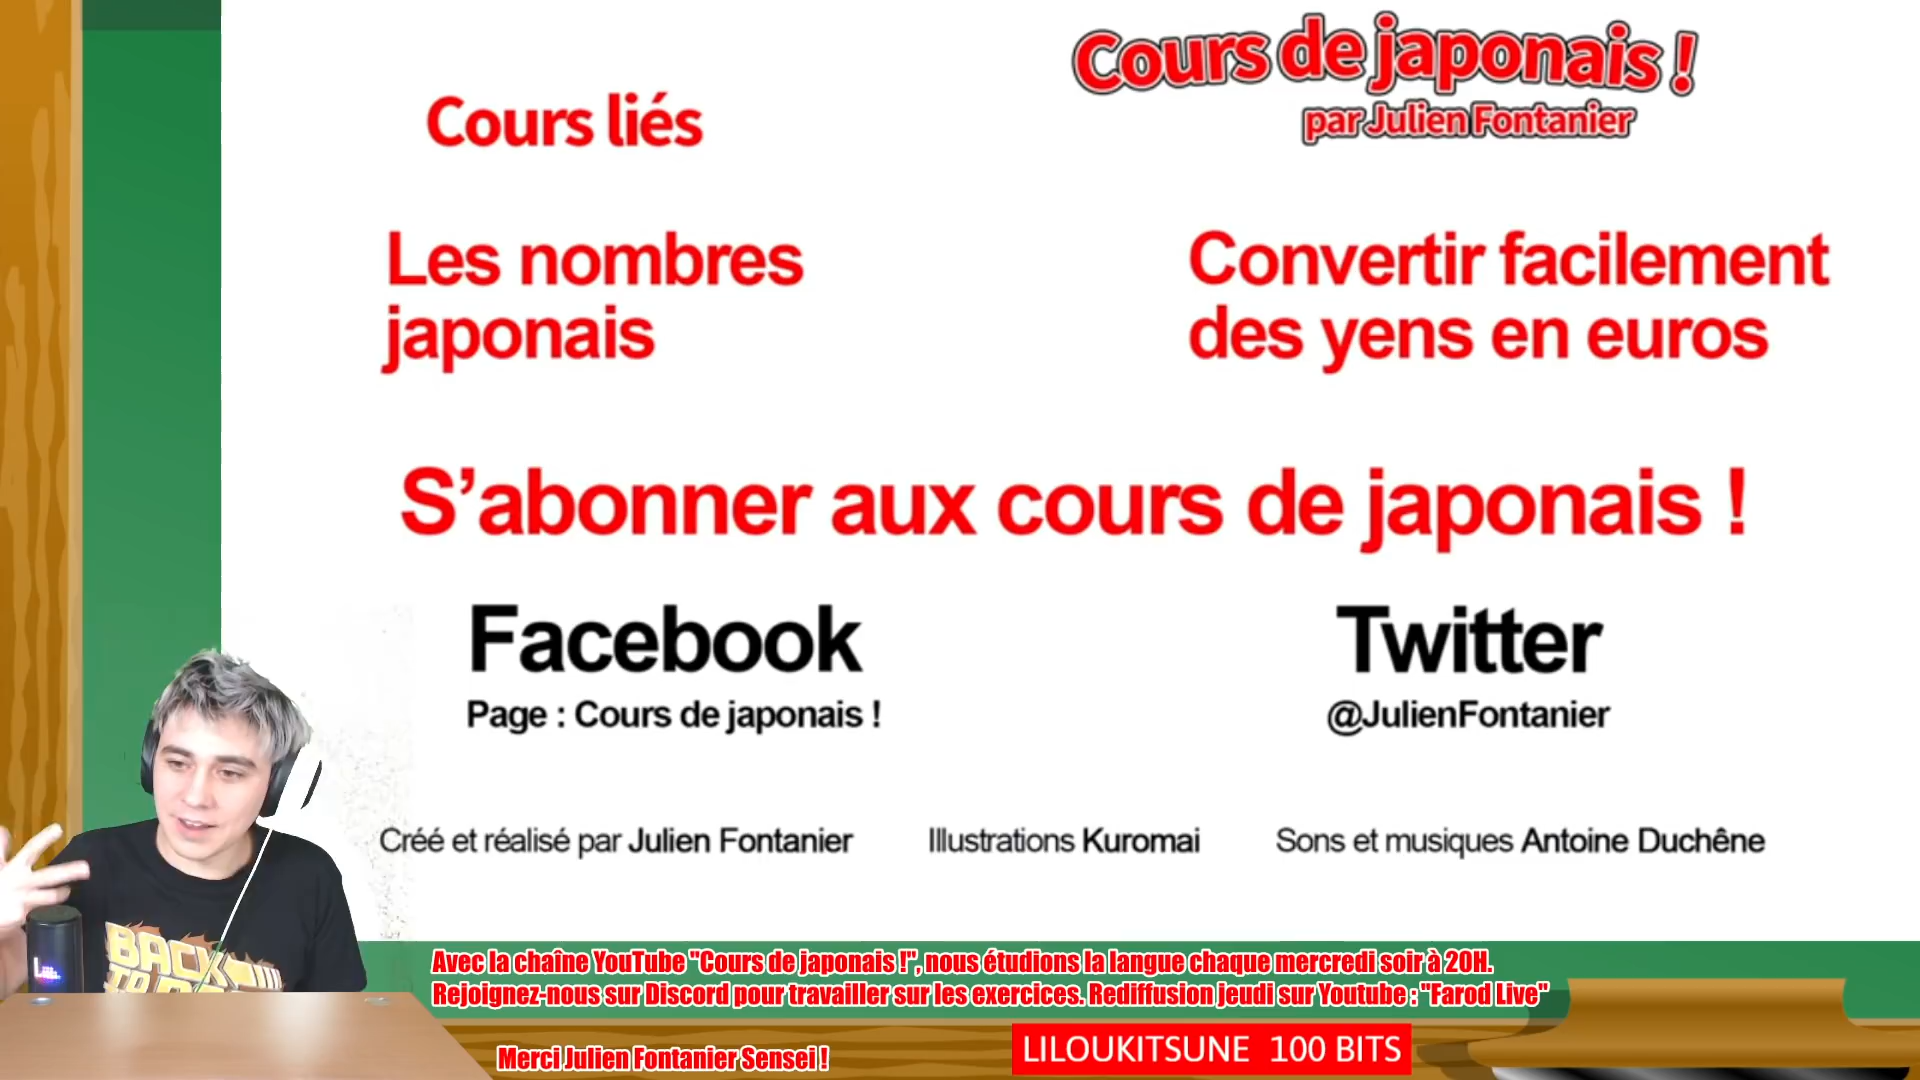 Cours de japonais !
par Julien Fontanier
Cours liés
Les nombres
japonais
Convertir facilement
des yens en euros
S'abonner aux cours de japonais !
Facebook
Page : Cours de japonais !
Twitter
@JulienFontanier
Créé et réalisé par Julien Fontanier
Illustrations Kuromai
Sons et musiques Antoine Duchêne
BACK
TO
Avec la chaîne YouTube "Cours de japonais !", nous étudions la langue chaque mercredi soir à 20H.
Rejoignez-nous sur Discord pour travailler sur les exercices. Rediffusion jeudi sur Youtube : "Farod Live"
Merci Julien Fontanier Sensei !
LILOUKITSUNE 100 BITS